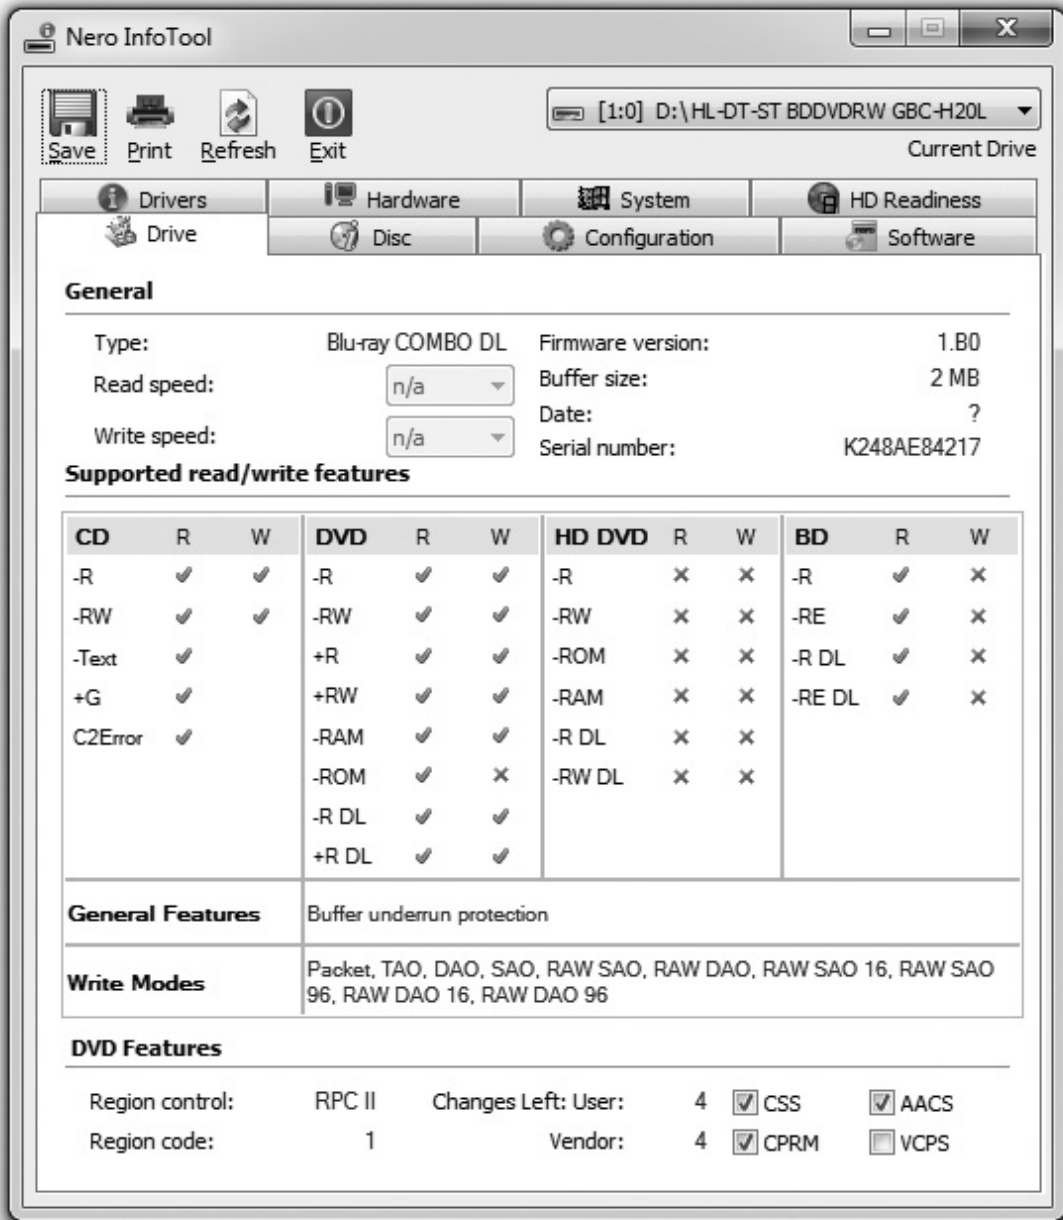 Nero InfoTool
Save Print Refresh Exit
[1:0] D:\HL-DT-ST BDDVDRW GBC-H20L
Current Drive
Drivers Hardware System HD Readiness
Drive Disc Configuration Software
General
Type: Blu-ray COMBO DL Firmware version: 1.B0
Read speed: n/a Buffer size: 2 MB
Date: ?
Write speed: n/a Serial number: K248AE84217
Supported read/write features
CD R W DVD R W HD DVD R W BD R W
-R -R -R -R
-RW -RW -RW -RE
-Text +R -ROM -R DL
+G +RW -RAM -RE DL
C2Error -RAM -R DL
-ROM -RW DL
-R DL
+R DL
General Features Buffer underrun protection
Write Modes Packet, TAO, DAO, SAO, RAW SAO, RAW DAO, RAW SAO 16, RAW SAO
96, RAW DAO 16, RAW DAO 96
DVD Features
Region control: RPC II Changes Left: User: 4 CSS AACS
Region code: 1 Vendor: 4 CPRM VCPS